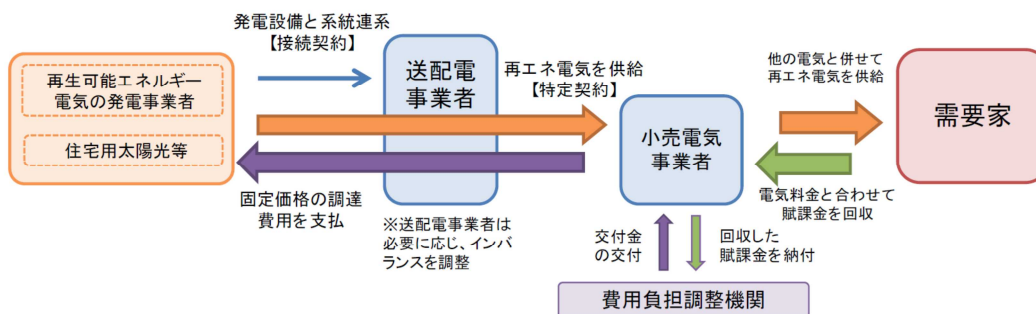 発電設備と系統連系
【接続契約】
再生可能エネルギー
電気の発電事業者
住宅用太陽光等
送配電
事業者
再エネ電気を供給
【特定契約】
小売電気
事業者
他の電気と併せて
再エネ電気を供給
需要家
固定価格の調達
費用を支払
※送配電事業者は
必要に応じ、インバ
ランスを調整
電気料金と合わせて
賦課金を回収
交付金
の交付
回収した
賦課金を納付
費用負担調整機関